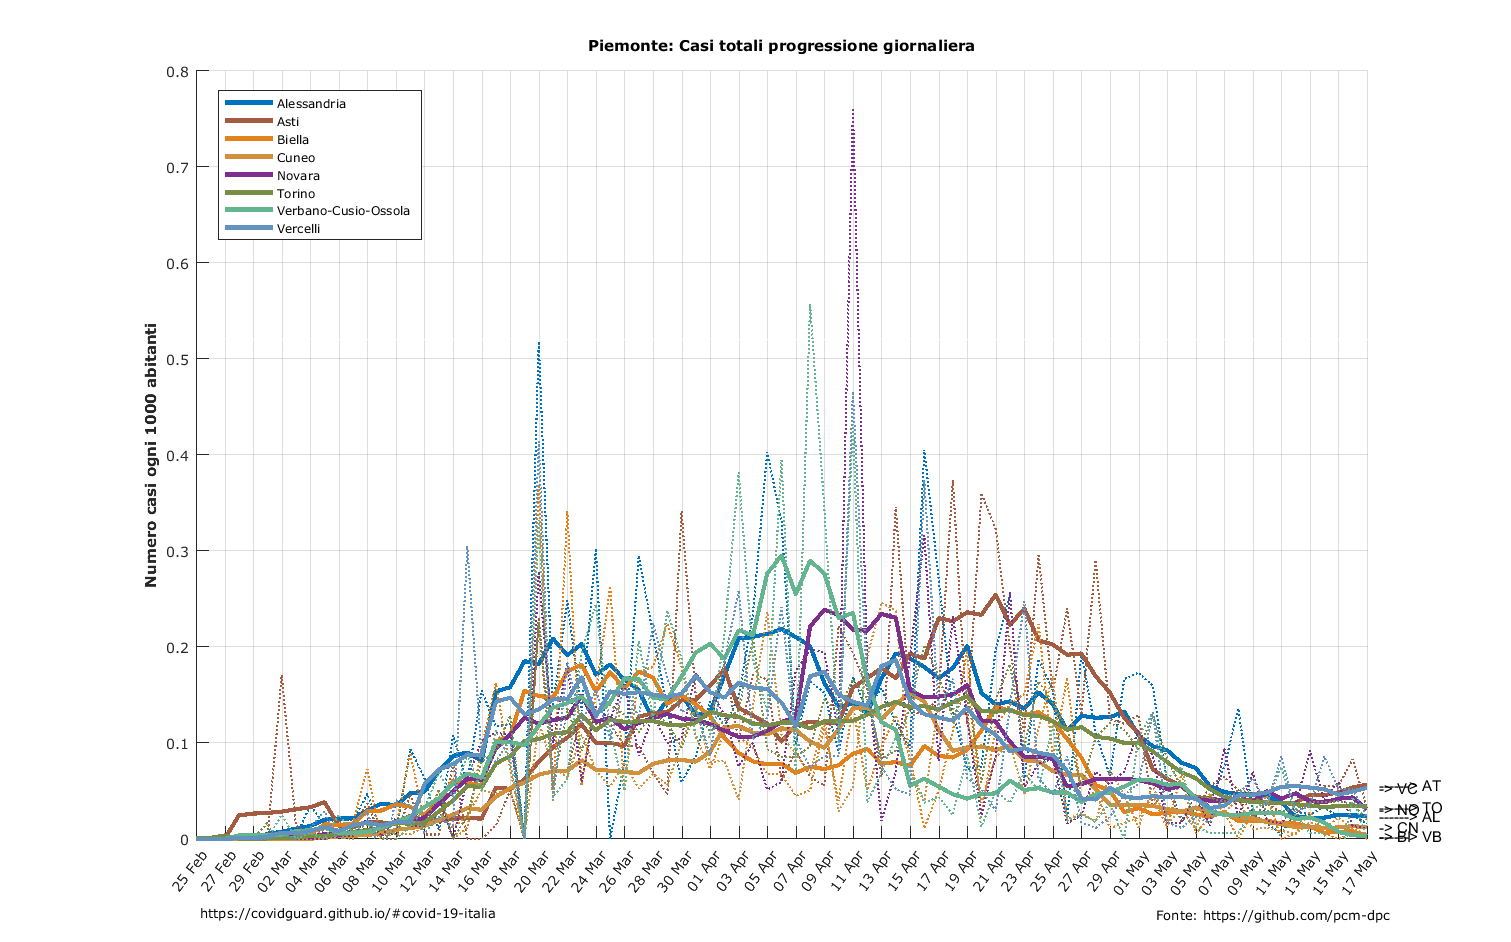 Piemonte: Casi totali progressione giornaliera
Numero casi ogni 1000 abitanti
0.8
0.7
0.6
0.5
0.4
0.3
0.2
0.1
0
Alessandria
Asti
Biella
Cuneo
Novara
Torino
Verbano-Cusio-Ossola
Vercelli
25 Feb
27 Feb
29 Feb
02 Mar
04 Mar
06 Mar
08 Mar
10 Mar
12 Mar
14 Mar
16 Mar
18 Mar
20 Mar
22 Mar
24 Mar
26 Mar
28 Mar
30 Mar
01 Apr
03 Apr
05 Apr
07 Apr
09 Apr
11 Apr
13 Apr
15 Apr
17 Apr
19 Apr
21 Apr
23 Apr
25 Apr
27 Apr
29 Apr
01 May
03 May
05 May
07 May
09 May
11 May
13 May
15 May
17 May
AT
VC
TO
NO
AL
CN
BI
VB
https://covidguard.github.io/#covid-19-italia
Fonte: https://github.com/pcm-dpc